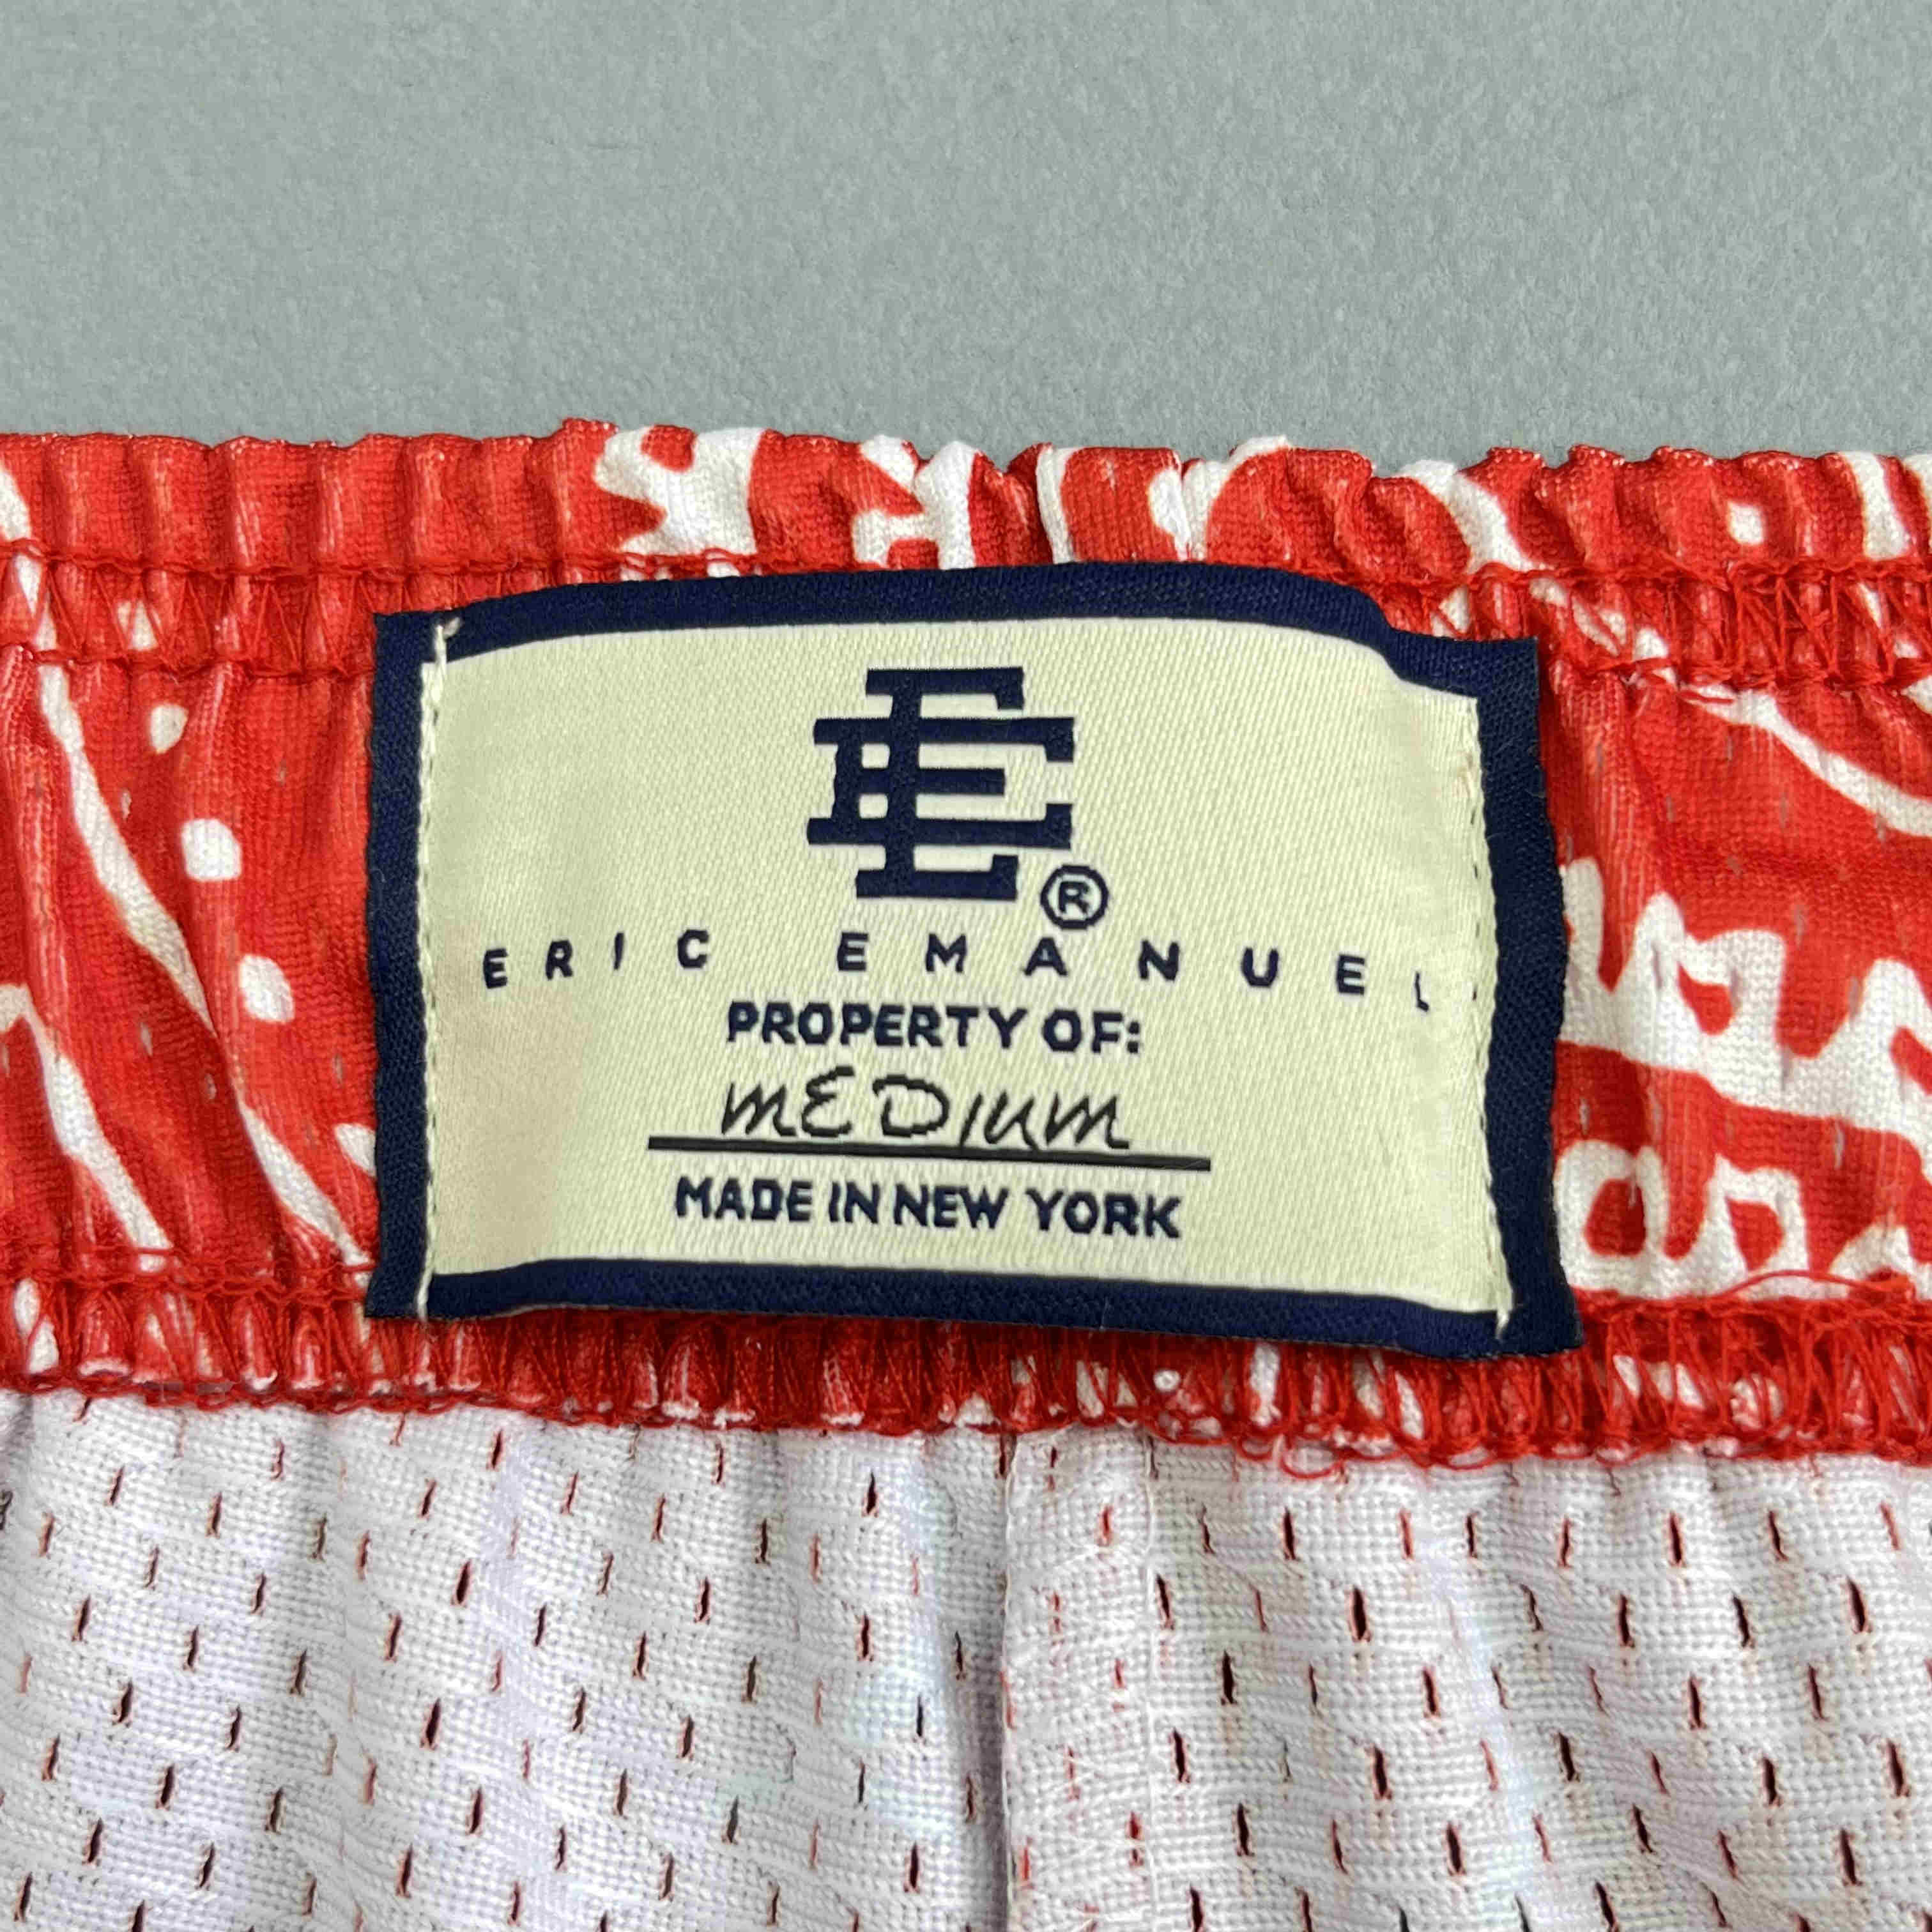 EE®
ERIC EMANUEL
PROPERTY OF:
MEDIUM
MADE IN NEW YORK